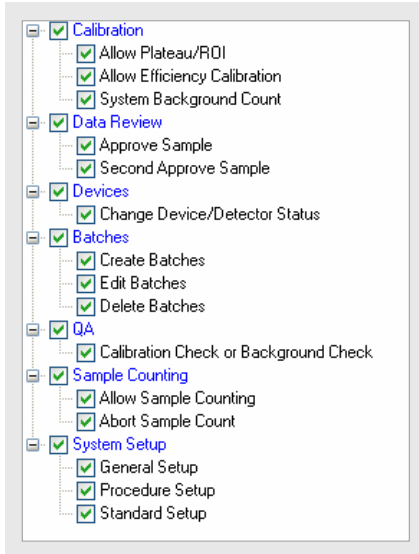 Calibration
Allow Plateau/ROI
Allow Efficiency Calibration
System Background Count
Data Review
Approve Sample
Second Approve Sample
Devices
Change Device/Detector Status
Batches
Create Batches
Edit Batches
Delete Batches
QA
Calibration Check or Background Check
Sample Counting
Allow Sample Counting
Abort Sample Count
System Setup
General Setup
Procedure Setup
Standard Setup